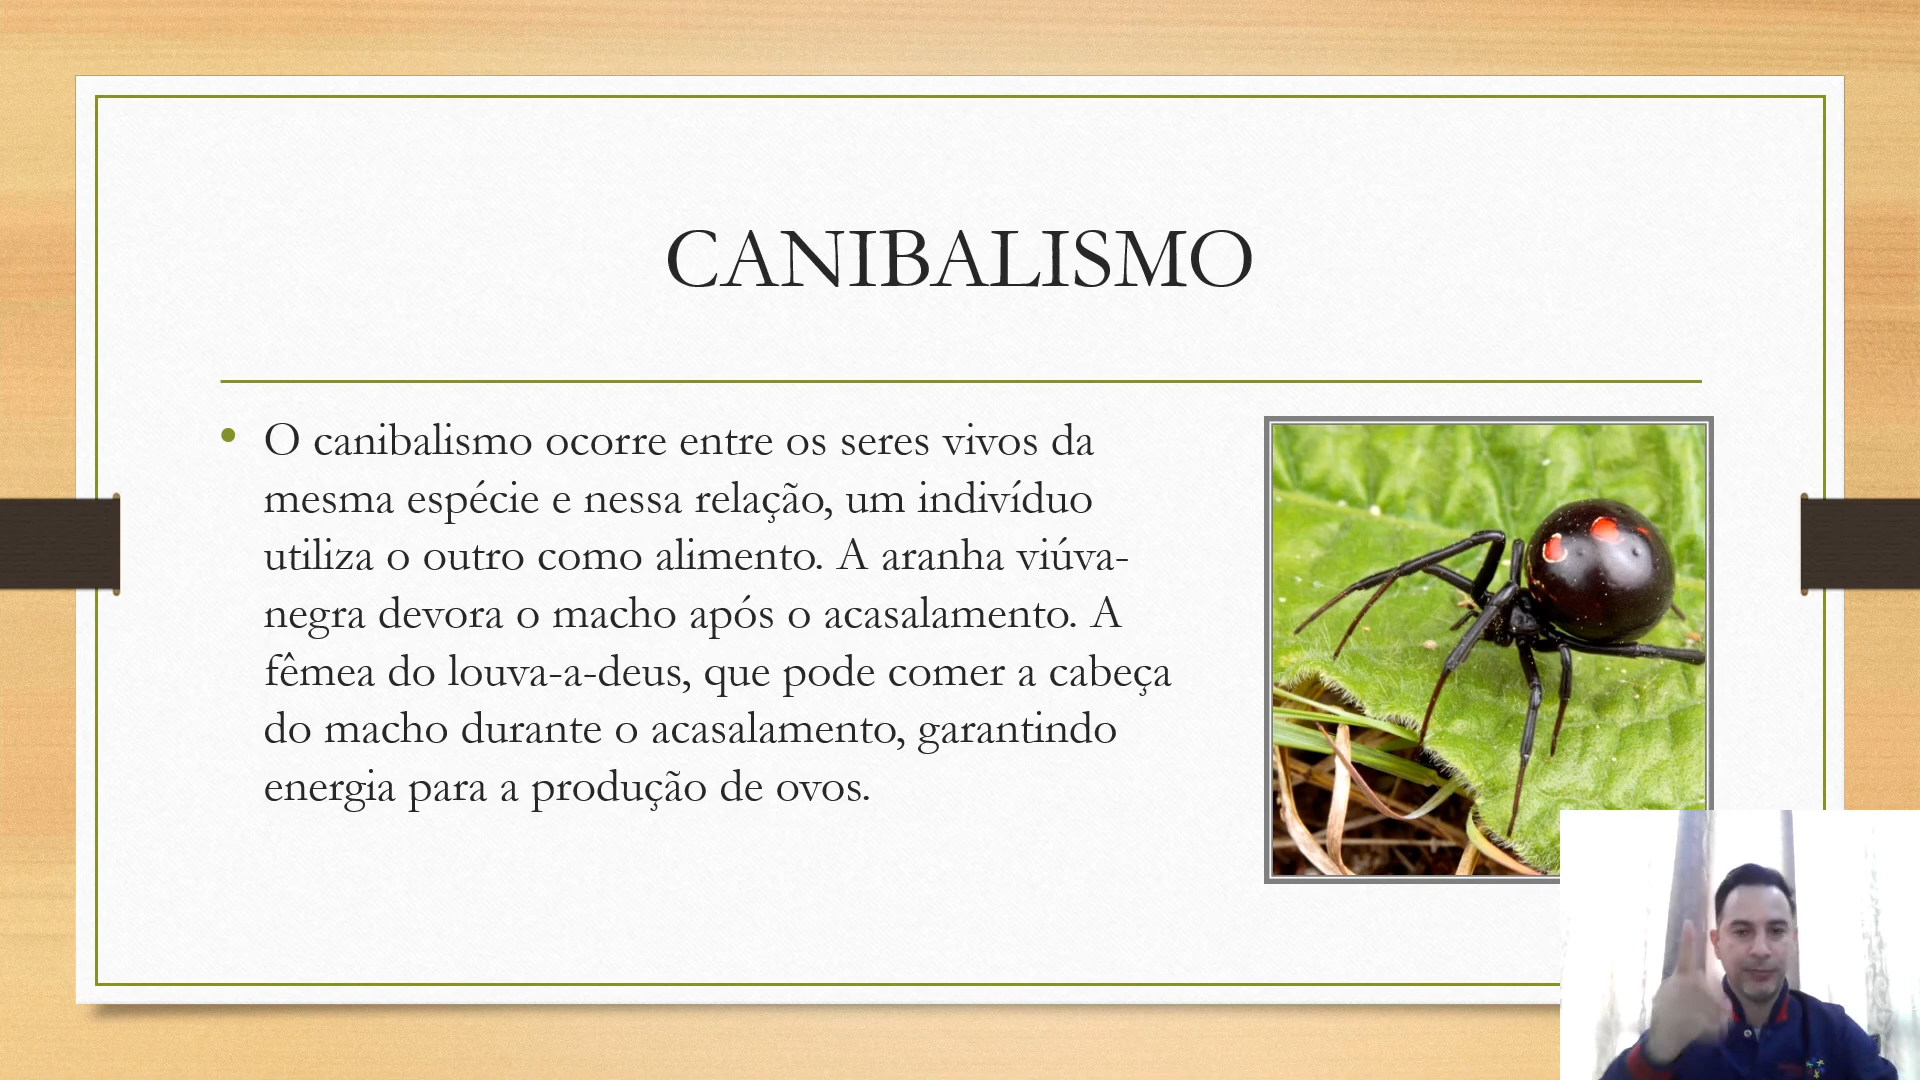 CANIBALISMO
• O canibalismo ocorre entre os seres vivos da
mesma espécie e nessa relação, um indivíduo
utiliza o outro como alimento. A aranha viúva-
negra devora o macho após o acasalamento. A
fêmea do louva-a-deus, que pode comer a cabeça
do macho durante o acasalamento, garantindo
energia para a produção de ovos.